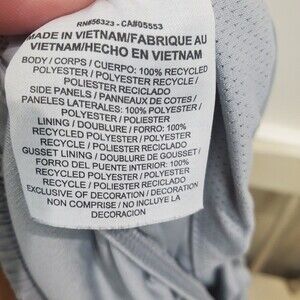 RN#56323 - CA#05553
MADE IN VIETNAM/FABRIQUE AU
VIETNAM/HECHO EN VIETNAM
BODY / CORPS / CUERPO: 100% RECYCLED
POLYESTER / POLYESTER RECYCLE /
POLIÉSTER RECICLADO
SIDE PANELS / PANNEAUX DE COTES /
PANELES LATERALES: 100% POLYESTER
/ POLYESTER / POLIESTER
LINING / DOUBLURE / FORRO: 100%
RECYCLED POLYESTER / POLYESTER
RECYCLE / POLIESTER RECICLADO
GUSSET LINING / DOUBLURE DE GOUSSET /
FORRO DEL PUENTE INTERIOR: 100%
RECYCLED POLYESTER / POLYESTER
RECYCLE / POLIESTER RECICLADO
EXCLUSIVE OF DECORATION / DECORATION
NON COMPRISE / NO INCLUYE LA
DECORACION